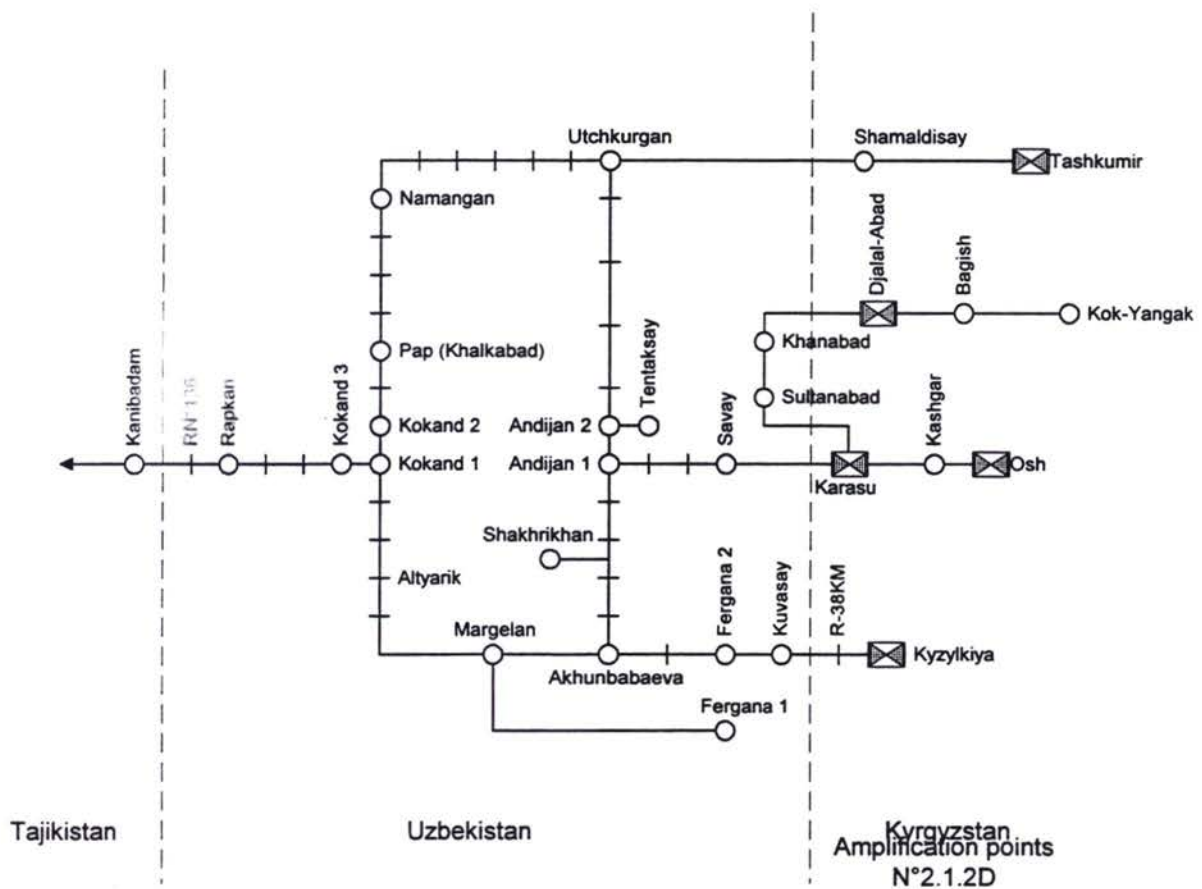 Utchkurgan
Shamaldisay
Tashkumir
Namangan
Djalal-Abad
Bagish
Kok-Yangak
Khanabad
Pap (Khalkabad)
Kanibadam
RN°136
Rapkan
Kokand 3
Kokand 2
Andijan 2
Tentaksay
Savay
Sultanabad
Kashgar
Kokand 1
Andijan 1
Karasu
Osh
Shakhrikhan
Altyarik
Margelan
Fergana 2
Kuvasay
R-38KM
Akhunbabaeva
Kyzylkiya
Fergana 1
Tajikistan
Uzbekistan
Kyrgyzstan
Amplification points
N°2.1.2D